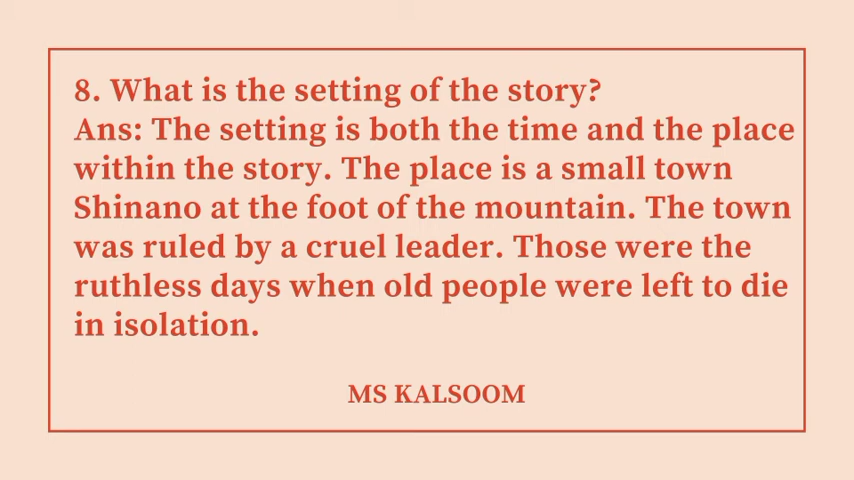 8. What is the setting of the story?
Ans: The setting is both the time and the place
within the story. The place is a small town
Shinano at the foot of the mountain. The town
was ruled by a cruel leader. Those were the
ruthless days when old people were left to die
in isolation.
MS KALSOOM